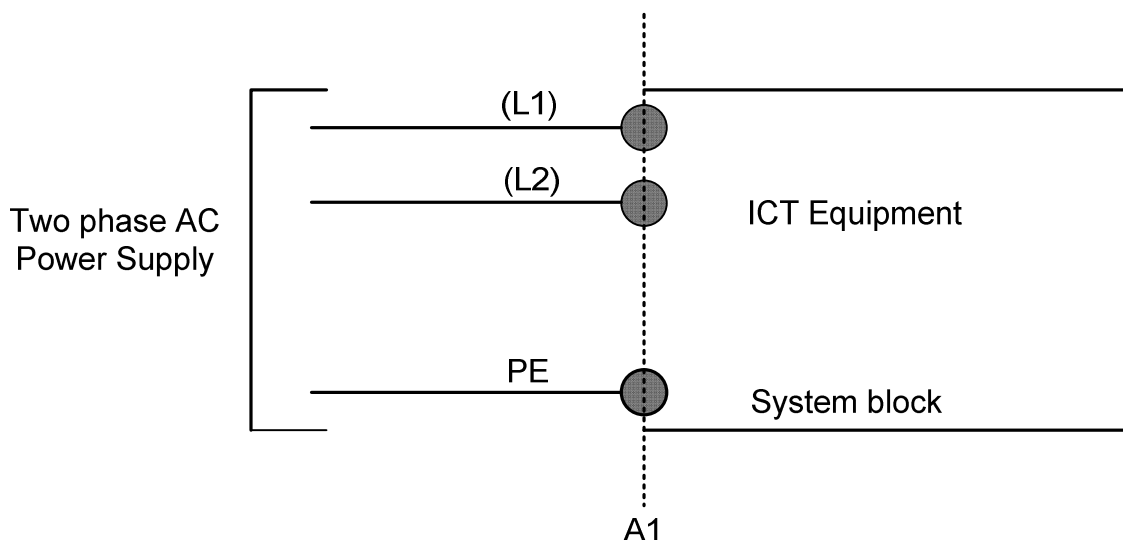 (L1)
(L2)
Two phase AC
Power Supply
ICT Equipment
PE
System block
A1